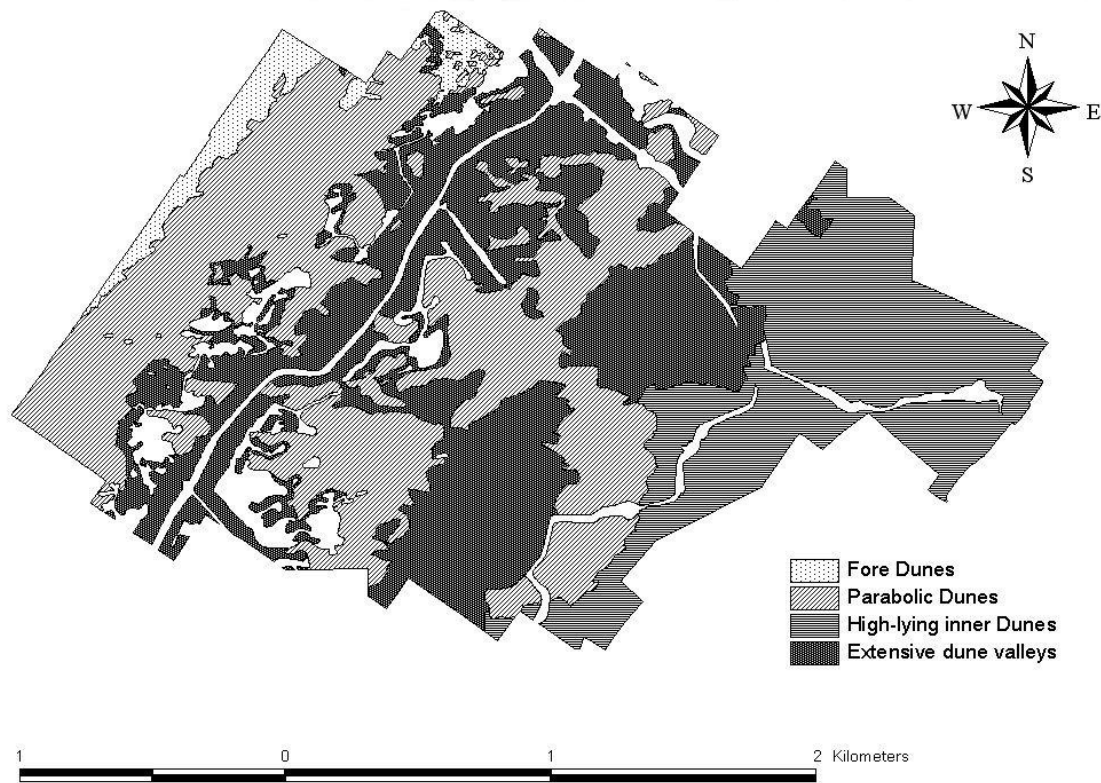 N
W E
S
Fore Dunes
Parabolic Dunes
High-lying inner Dunes
Extensive dune valleys
1 0 1 2 Kilometers